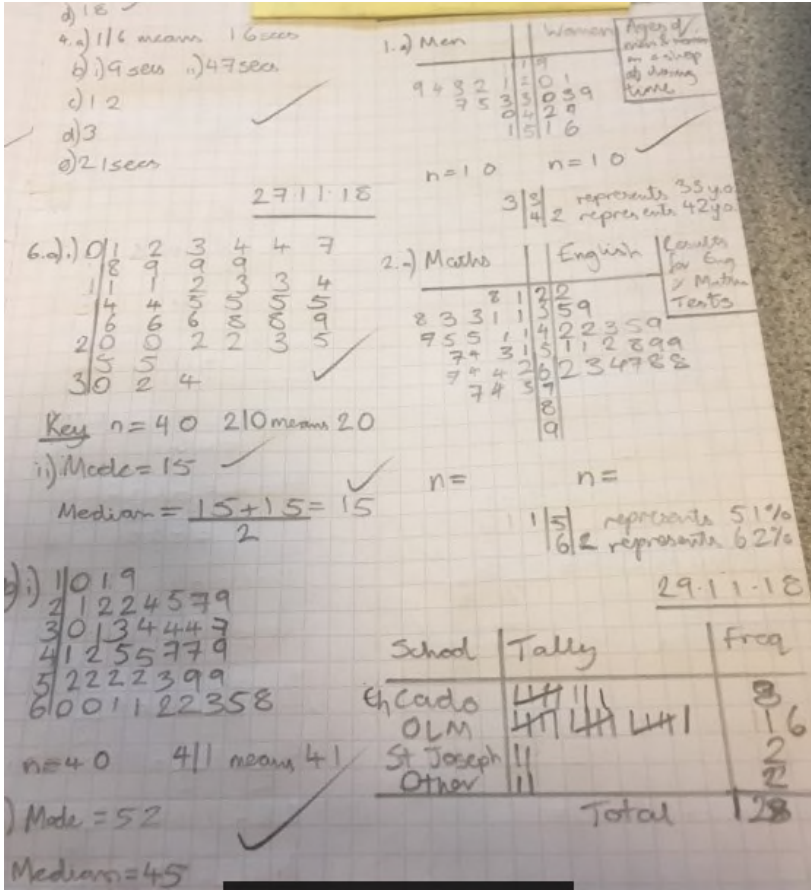 d) 18
4.a) 1/6 means 16 secs
b) i) 9 secs ii) 47 secs
c) 12
d) 3
e) 21 secs
27.11.18
6.a) i) 0|1 2 3 4 4 7
8 9 9 9
1|1 1 2 3 3 4
4 4 5 5 5 5
6 6 6 8 8 9
2|0 0 2 2 3 5
5 5
3|0 2 4
Key n = 40 2|0 means 20
ii) Mode = 15
Median = 15 + 15 = 15
2
b) i) 1|0 1 9
2|1 2 2 4 5 7 9
3|0 1 3 4 4 4 7
4|1 2 5 5 7 7 9
5|2 2 2 2 3 9 9
6|0 0 1 1 2 2 3 5 8
n = 40 4|1 means 41
) Mode = 52
Median = 45
1.a) Men Women
|1|9
9 4 3 2 1|2|0 1
7 5 3|3|0 3 9
0|4|2 9
1|5|1 6
Ages of
men & women
in a shop
at closing
time
n = 10 n = 10
3|3| represents 33 y.o.
|4|2 represents 42 y.o.
2.a) Maths English
8 1|2|2
8 3 3 1 1|3|5 9
9 5 5 1 1|4|2 2 3 5 9
7 4 3 1|5|1 1 2 8 9 9
9 4 4 2|6|2 3 4 7 8 8
7 4 3|7|
|8|
|9|
Results
for Eng
& Maths
Tests
n = n =
1|5| represents 51%
|6|2 represents 62%
29.11.18
School Tally Freq
Cado 8
OLM 16
St Joseph 2
Other 2
Total 28